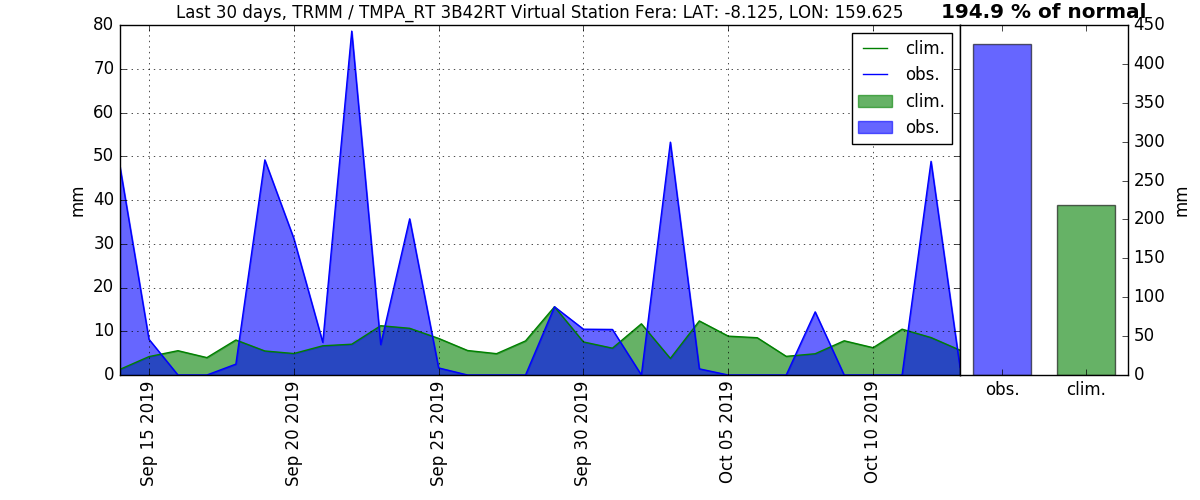 Last 30 days, TRMM / TMPA_RT 3B42RT Virtual Station Fera: LAT: -8.125, LON: 159.625
194.9 % of normal
80
70
60
50
40
30
20
10
0
mm
clim.
obs.
clim.
obs.
Sep 15 2019
Sep 20 2019
Sep 25 2019
Sep 30 2019
Oct 05 2019
Oct 10 2019
450
400
350
300
250
200
150
100
50
0
mm
obs.
clim.